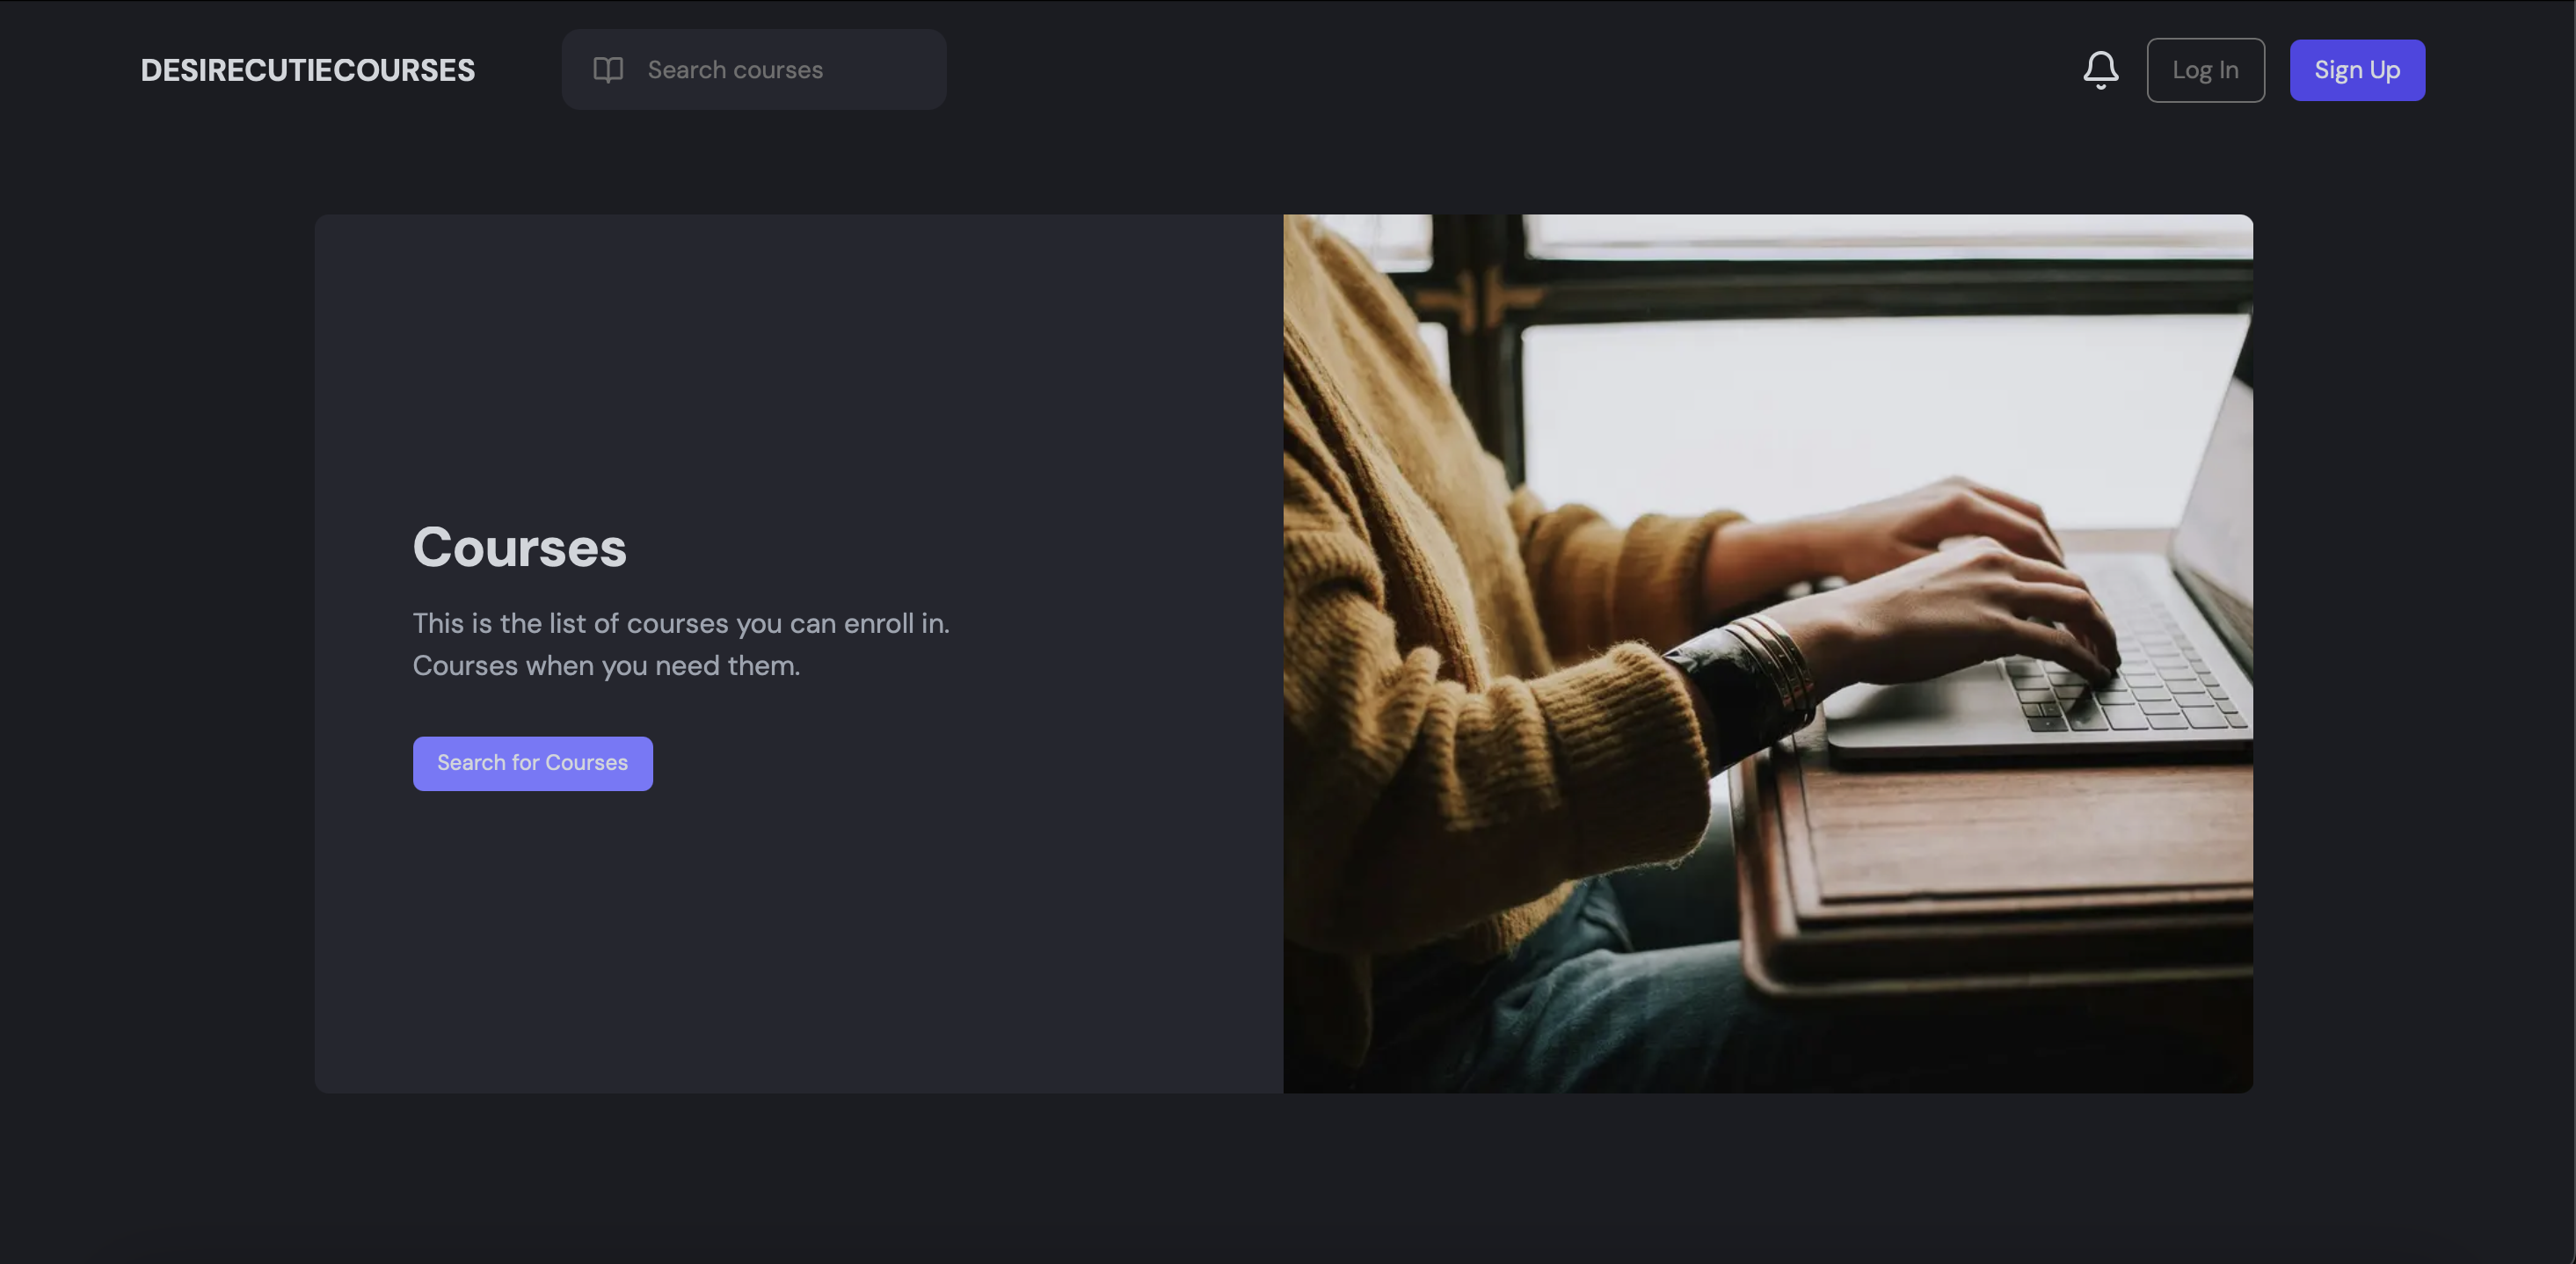 DESIRECUTIECOURSES
Search courses
Log In
Sign Up
Courses
This is the list of courses you can enroll in.
Courses when you need them.
Search for Courses